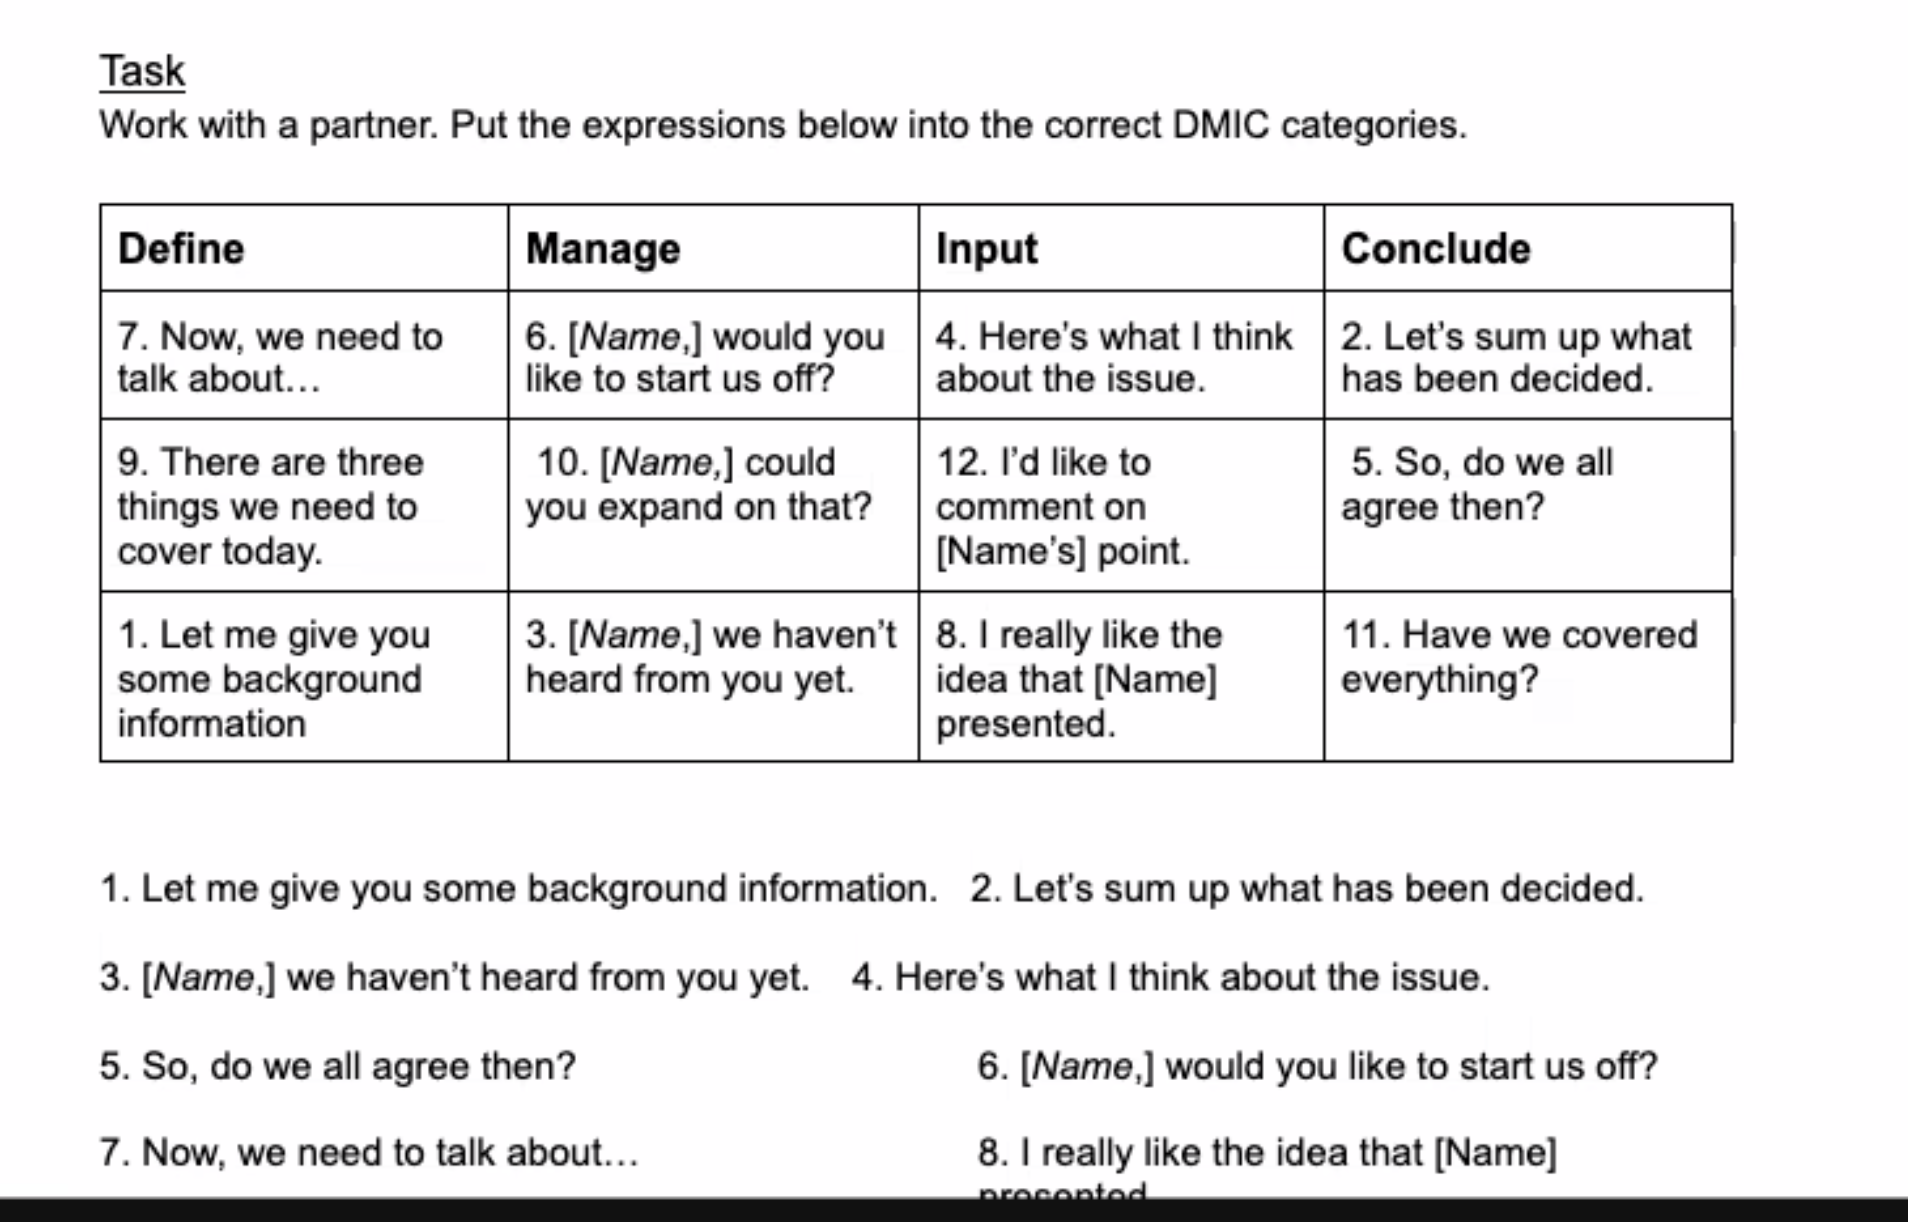 Task
Work with a partner. Put the expressions below into the correct DMIC categories.
Define
Manage
Input
Conclude
7. Now, we need to
talk about…
6. [Name,] would you
like to start us off?
4. Here's what I think
about the issue.
2. Let's sum up what
has been decided.
9. There are three
things we need to
cover today.
10. [Name,] could
you expand on that?
12. I'd like to
comment on
[Name's] point.
5. So, do we all
agree then?
1. Let me give you
some background
information
3. [Name,] we haven't
heard from you yet.
8. I really like the
idea that [Name]
presented.
11. Have we covered
everything?
1. Let me give you some background information. 2. Let's sum up what has been decided.
3. [Name,] we haven't heard from you yet. 4. Here's what I think about the issue.
5. So, do we all agree then? 6. [Name,] would you like to start us off?
7. Now, we need to talk about… 8. I really like the idea that [Name]
presented